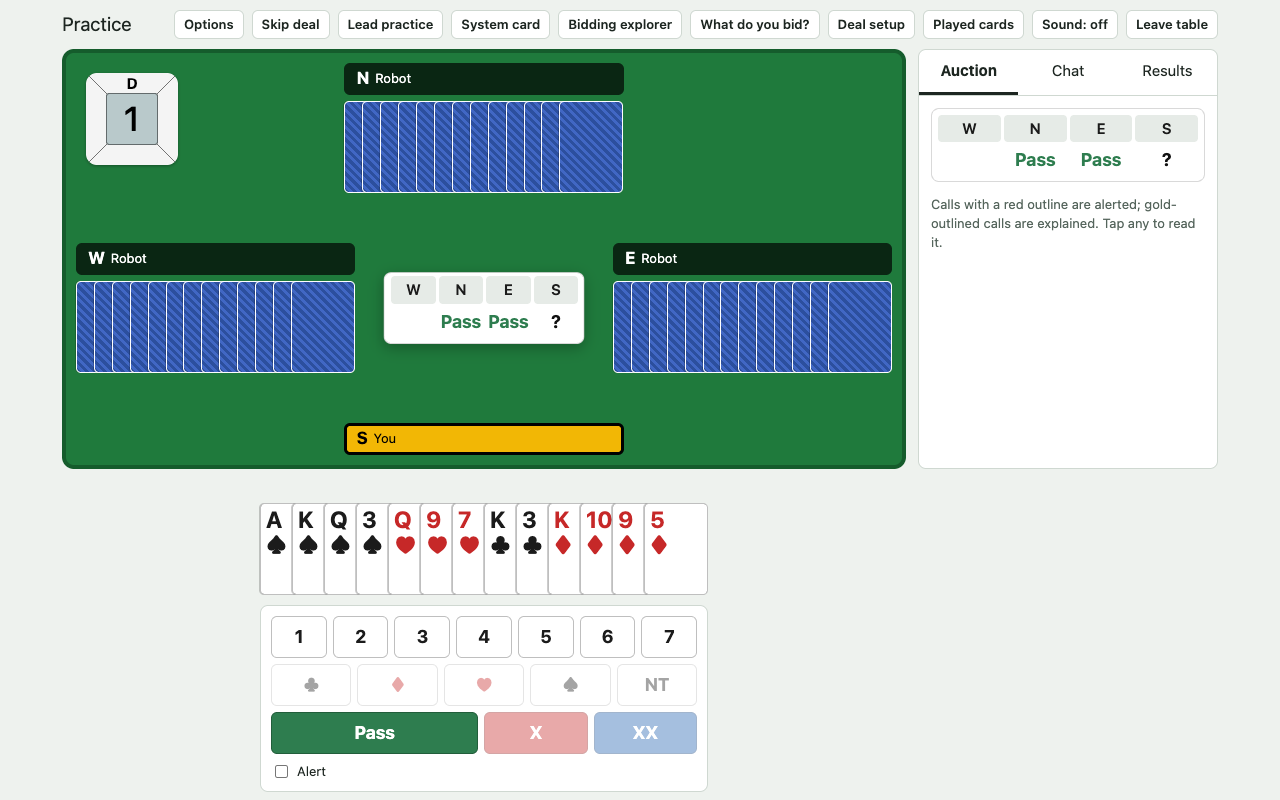 Practice
Options
Skip deal
Lead practice
System card
Bidding explorer
What do you bid?
Deal setup
Played cards
Sound: off
Leave table
D
1
N Robot
W Robot
E Robot
W N E S
Pass Pass ?
S You
Auction
Chat
Results
W N E S
Pass Pass ?
Calls with a red outline are alerted; gold-
outlined calls are explained. Tap any to read
it.
A K Q 3 Q 9 7 K 3 K 10 9 5
♠ ♠ ♠ ♠ ♥ ♥ ♥ ♣ ♣ ♦ ♦ ♦ ♦
1 2 3 4 5 6 7
♣ ♦ ♥ ♠ NT
Pass X XX
Alert